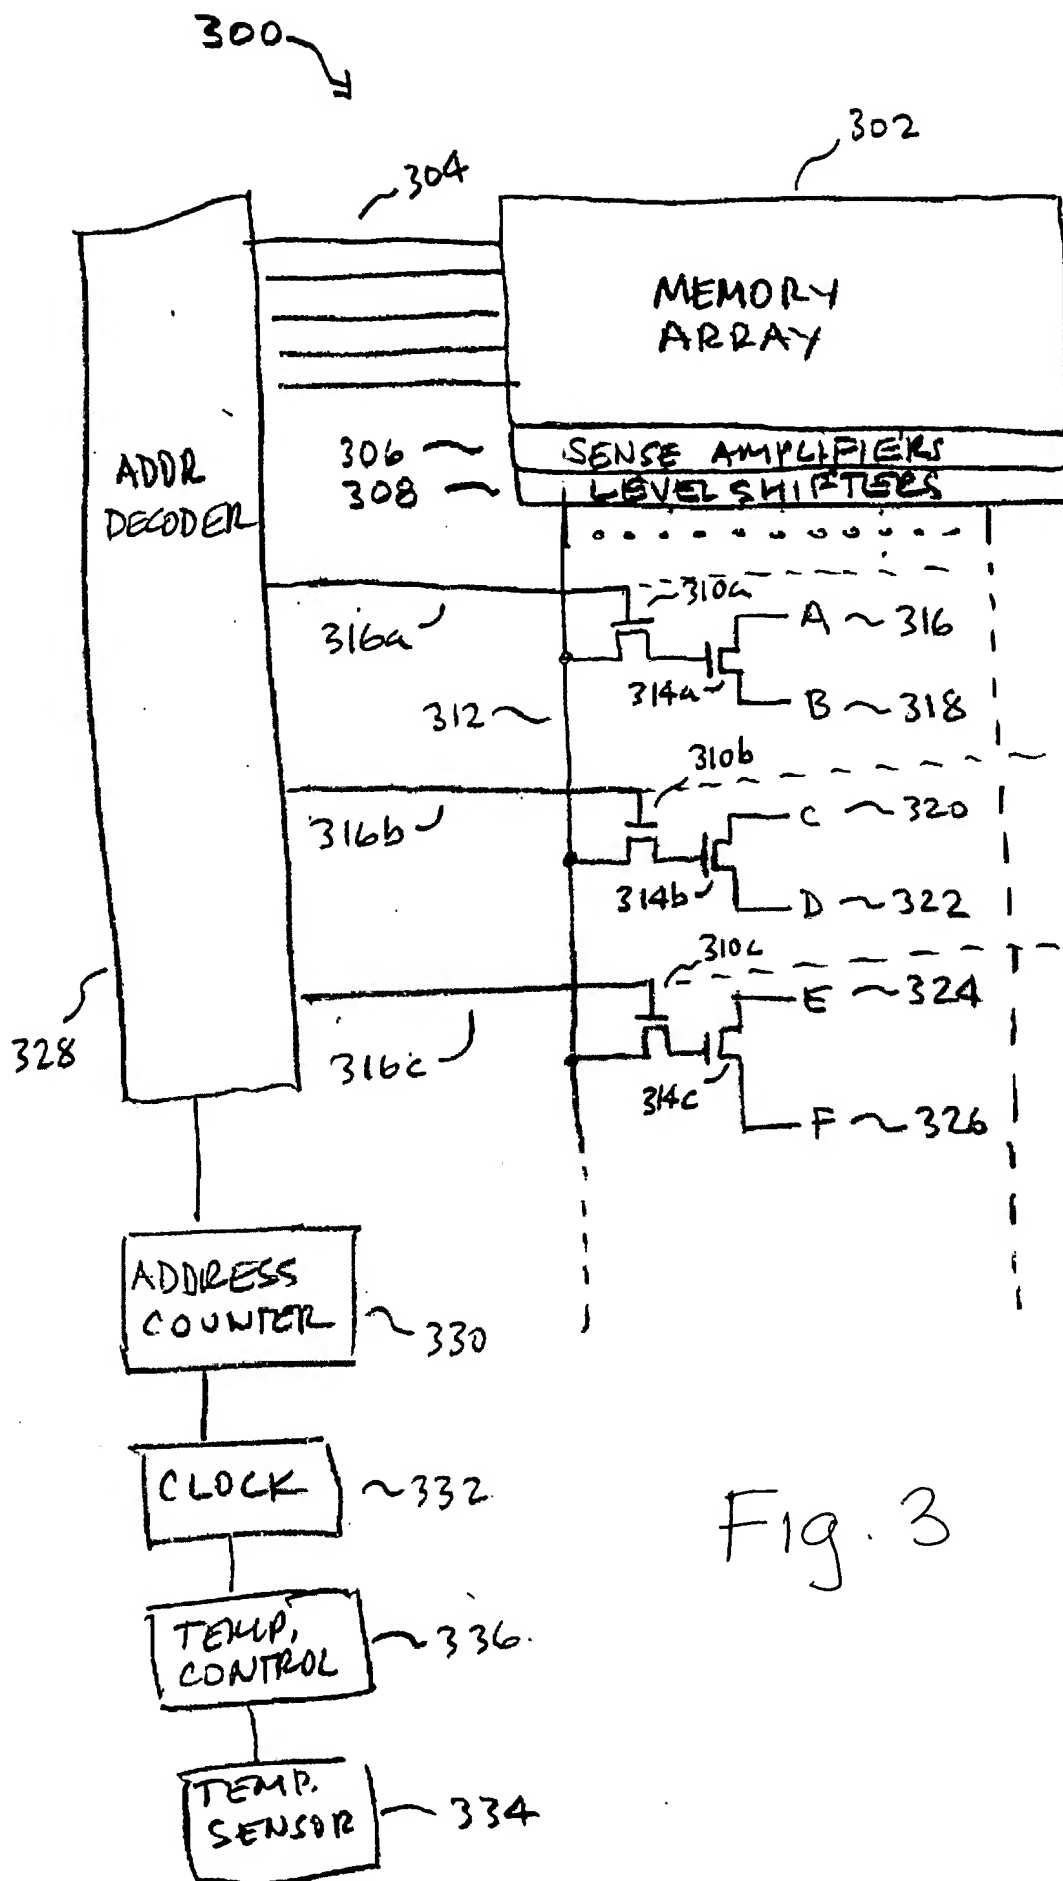 300
302
304
MEMORY
ARRAY
306
SENSE AMPLIFIERS
308
LEVEL SHIFTERS
ADDR
DECODER
310a
316a
A
316
314a
B
318
312
310b
316b
C
320
314b
D
322
310c
E
324
328
316c
314c
F
326
ADDRESS
COUNTER
330
CLOCK
332
TEMP.
CONTROL
336
TEMP.
SENSOR
334
Fig. 3